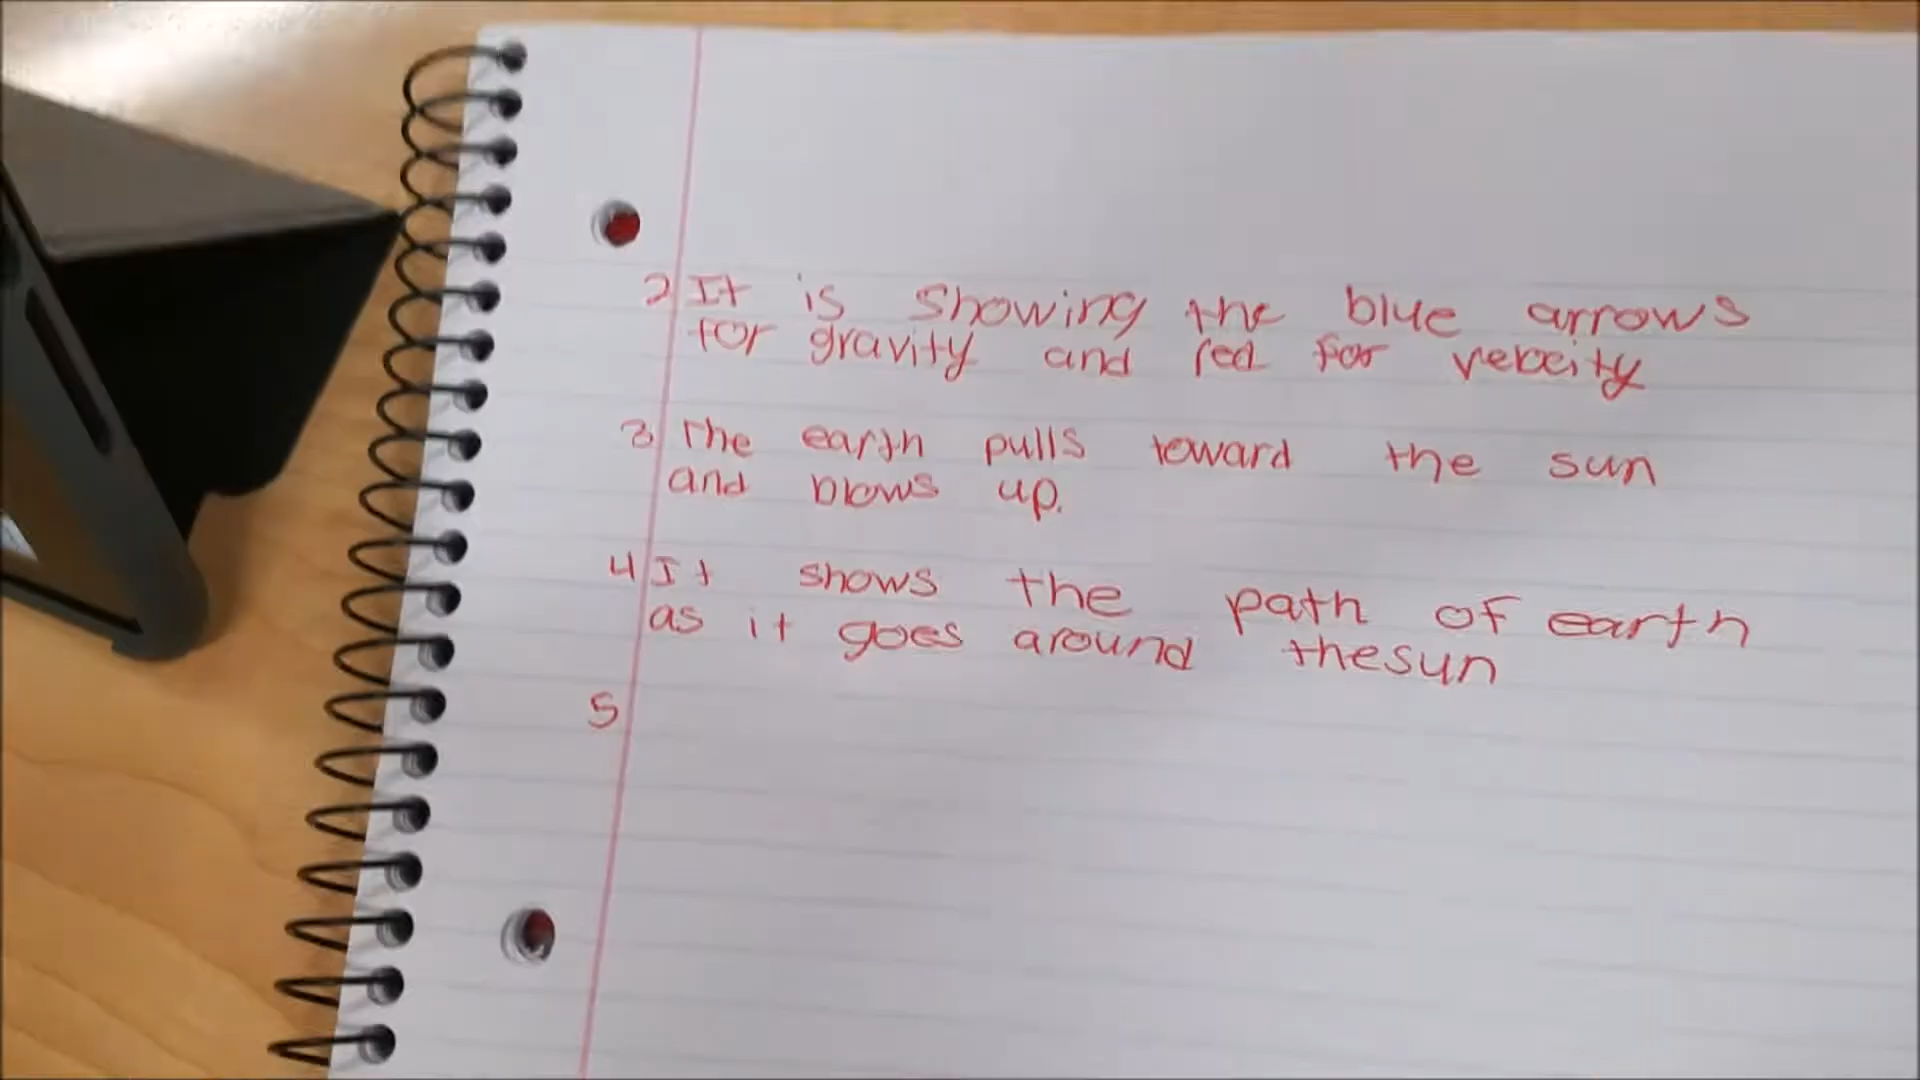 2 It is showing the blue arrows
for gravity and red for velocity
3 The earth pulls toward the sun
and blows up.
4 It shows the path of earth
as it goes around thesun
5